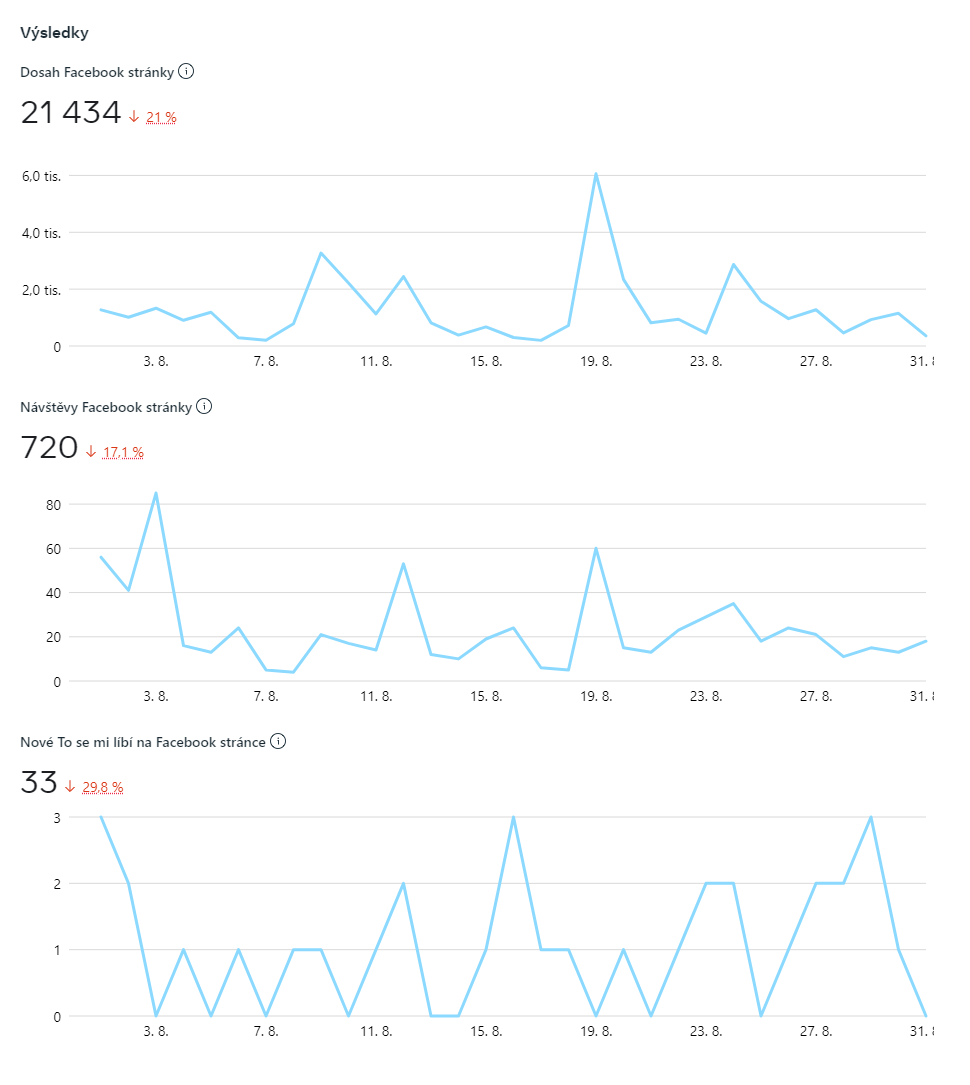 Výsledky
Dosah Facebook stránky
21 434 ↓ 21 %
6,0 tis.
4,0 tis.
2,0 tis.
0
3. 8. 7. 8. 11. 8. 15. 8. 19. 8. 23. 8. 27. 8. 31.
Návštěvy Facebook stránky
720 ↓ 17,1 %
80
60
40
20
0
3. 8. 7. 8. 11. 8. 15. 8. 19. 8. 23. 8. 27. 8. 31.
Nové To se mi líbí na Facebook stránce
33 ↓ 29,8 %
3
2
1
0
3. 8. 7. 8. 11. 8. 15. 8. 19. 8. 23. 8. 27. 8. 31.